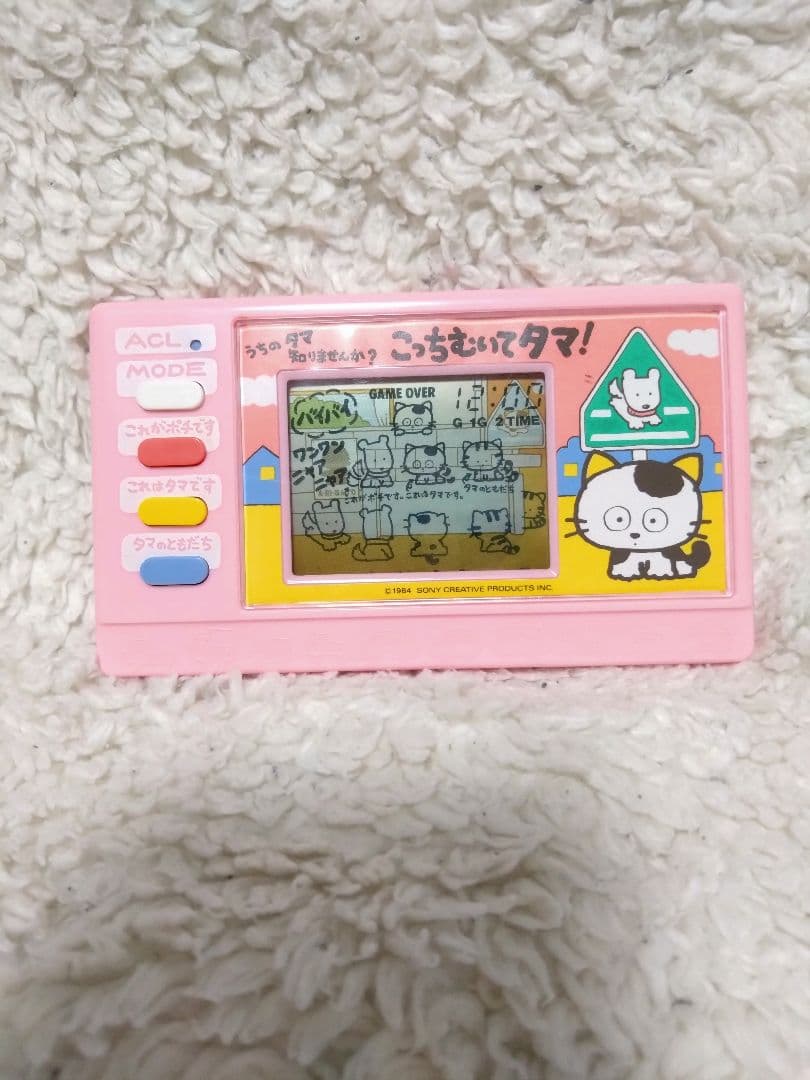 ACL
MODE
これがポチです
これはタマです
タマのともだち
うちのタマ
知りませんか?
こっちむいてタマ!
GAME OVER
バイバイ
12:00
G 1 G 2 TIME
ワンワン
ニャア
ニャア
タマのともだち
これがポチです。これはタマです。
©1984 SONY CREATIVE PRODUCTS INC.